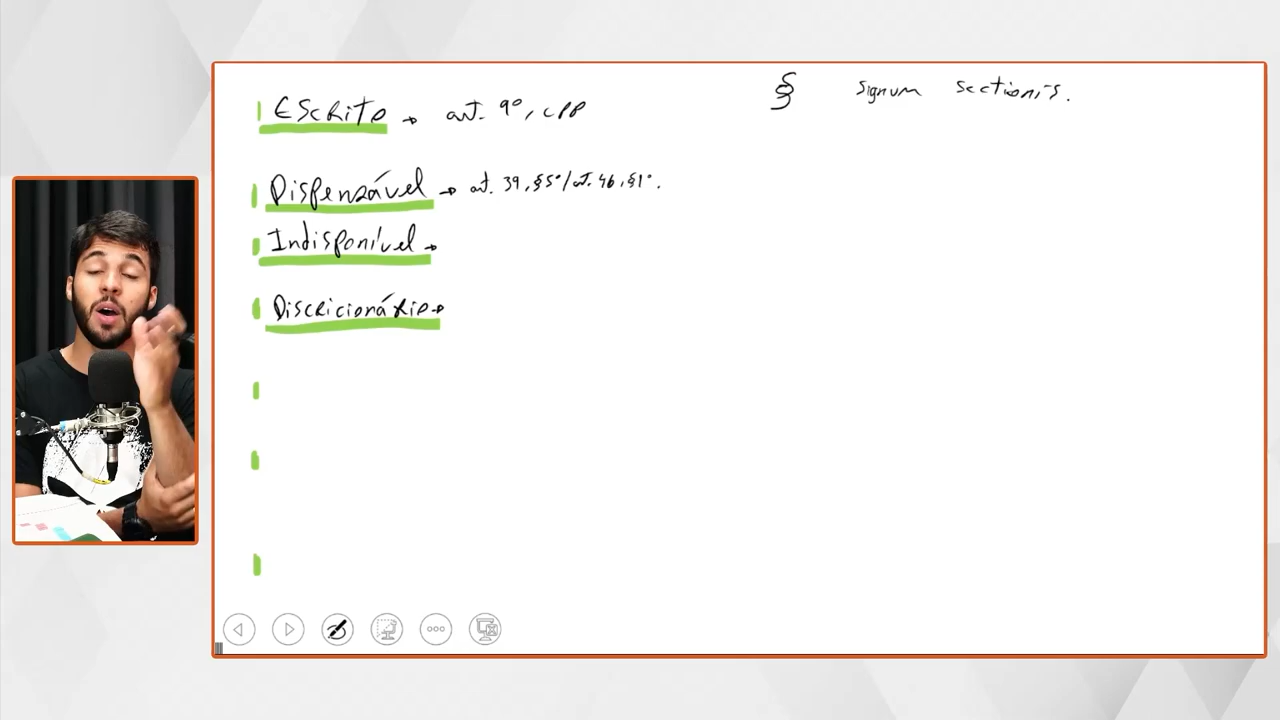 Escrito → art. 9º, CPP
§ signum sectionis.
Dispensável → art. 39, §5º/art. 46, §1º.
Indisponível →
Discricionário →